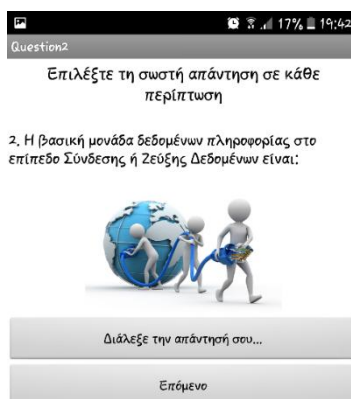 17% 19:42
Question2
Επιλέξτε τη σωστή απάντηση σε κάθε
περίπτωση
2. Η βασική μονάδα δεδομένων πληροφορίας στο
επίπεδο Σύνδεσης ή Ζεύξης Δεδομένων είναι:
Διάλεξε την απάντησή σου...
Επόμενο